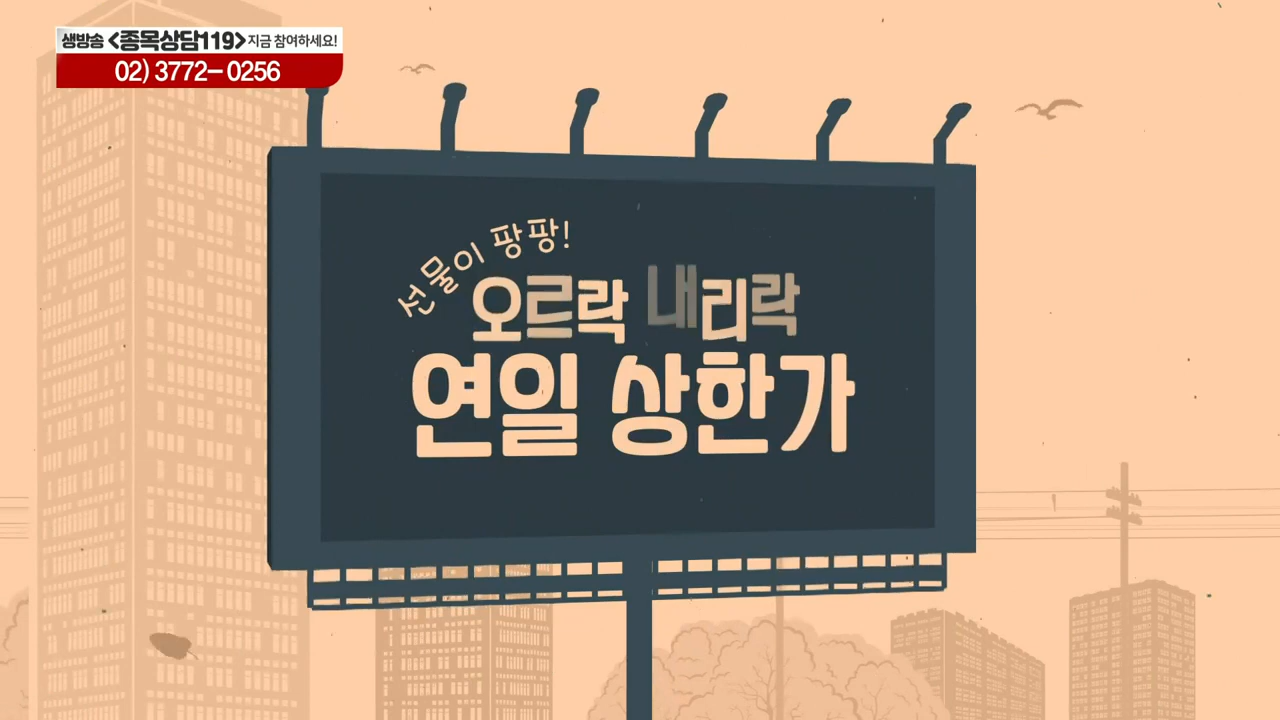 생방송 <종목상담119> 지금 참여하세요!
02) 3772-0256
선물이 팡팡!
오르락 내리락
연일 상한가